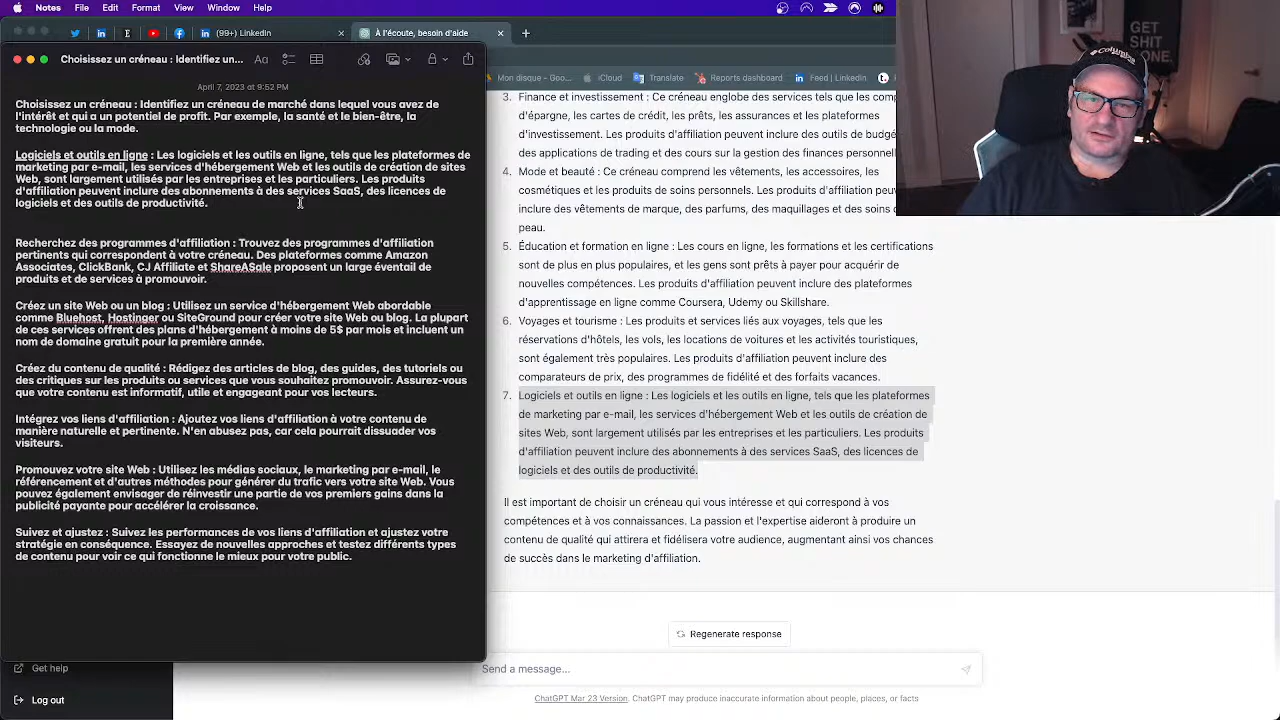 Notes File Edit Format View Window Help
(99+) LinkedIn
À l'écoute, besoin d'aide
Choisissez un créneau : Identifiez un...
Aa
Mon disque – Goo...
iCloud
Translate
Reports dashboard
Feed | LinkedIn
April 7, 2023 at 9:52 PM
Choisissez un créneau : Identifiez un créneau de marché dans lequel vous avez de
l'intérêt et qui a un potentiel de profit. Par exemple, la santé et le bien-être, la
technologie ou la mode.
Logiciels et outils en ligne : Les logiciels et les outils en ligne, tels que les plateformes de
marketing par e-mail, les services d'hébergement Web et les outils de création de sites
Web, sont largement utilisés par les entreprises et les particuliers. Les produits
d'affiliation peuvent inclure des abonnements à des services SaaS, des licences de
logiciels et des outils de productivité.
Recherchez des programmes d'affiliation : Trouvez des programmes d'affiliation
pertinents qui correspondent à votre créneau. Des plateformes comme Amazon
Associates, ClickBank, CJ Affiliate et ShareASale proposent un large éventail de
produits et de services à promouvoir.
Créez un site Web ou un blog : Utilisez un service d'hébergement Web abordable
comme Bluehost, Hostinger ou SiteGround pour créer votre site Web ou blog. La plupart
de ces services offrent des plans d'hébergement à moins de 5$ par mois et incluent un
nom de domaine gratuit pour la première année.
Créez du contenu de qualité : Rédigez des articles de blog, des guides, des tutoriels ou
des critiques sur les produits ou services que vous souhaitez promouvoir. Assurez-vous
que votre contenu est informatif, utile et engageant pour vos lecteurs.
Intégrez vos liens d'affiliation : Ajoutez vos liens d'affiliation à votre contenu de
manière naturelle et pertinente. N'en abusez pas, car cela pourrait dissuader vos
visiteurs.
Promouvez votre site Web : Utilisez les médias sociaux, le marketing par e-mail, le
référencement et d'autres méthodes pour générer du trafic vers votre site Web. Vous
pouvez également envisager de réinvestir une partie de vos premiers gains dans la
publicité payante pour accélérer la croissance.
Suivez et ajustez : Suivez les performances de vos liens d'affiliation et ajustez votre
stratégie en conséquence. Essayez de nouvelles approches et testez différents types
de contenu pour voir ce qui fonctionne le mieux pour votre public.
Get help
Log out
3. Finance et investissement : Ce créneau englobe des services tels que les comp
d'épargne, les cartes de crédit, les prêts, les assurances et les plateformes
d'investissement. Les produits d'affiliation peuvent inclure des outils de budgé
des applications de trading et des cours sur la gestion des finances personnell
4. Mode et beauté : Ce créneau comprend les vêtements, les accessoires, les
cosmétiques et les produits de soins personnels. Les produits d'affiliation peuv
inclure des vêtements de marque, des parfums, des maquillages et des soins
peau.
5. Éducation et formation en ligne : Les cours en ligne, les formations et les certifications
sont de plus en plus populaires, et les gens sont prêts à payer pour acquérir de
nouvelles compétences. Les produits d'affiliation peuvent inclure des plateformes
d'apprentissage en ligne comme Coursera, Udemy ou Skillshare.
6. Voyages et tourisme : Les produits et services liés aux voyages, tels que les
réservations d'hôtels, les vols, les locations de voitures et les activités touristiques,
sont également très populaires. Les produits d'affiliation peuvent inclure des
comparateurs de prix, des programmes de fidélité et des forfaits vacances.
7. Logiciels et outils en ligne : Les logiciels et les outils en ligne, tels que les plateformes
de marketing par e-mail, les services d'hébergement Web et les outils de création de
sites Web, sont largement utilisés par les entreprises et les particuliers. Les produits
d'affiliation peuvent inclure des abonnements à des services SaaS, des licences de
logiciels et des outils de productivité.
Il est important de choisir un créneau qui vous intéresse et qui correspond à vos
compétences et à vos connaissances. La passion et l'expertise aideront à produire un
contenu de qualité qui attirera et fidélisera votre audience, augmentant ainsi vos chances
de succès dans le marketing d'affiliation.
Regenerate response
Send a message...
ChatGPT Mar 23 Version. ChatGPT may produce inaccurate information about people, places, or facts
GET
SHIT
DONE.
Columbia